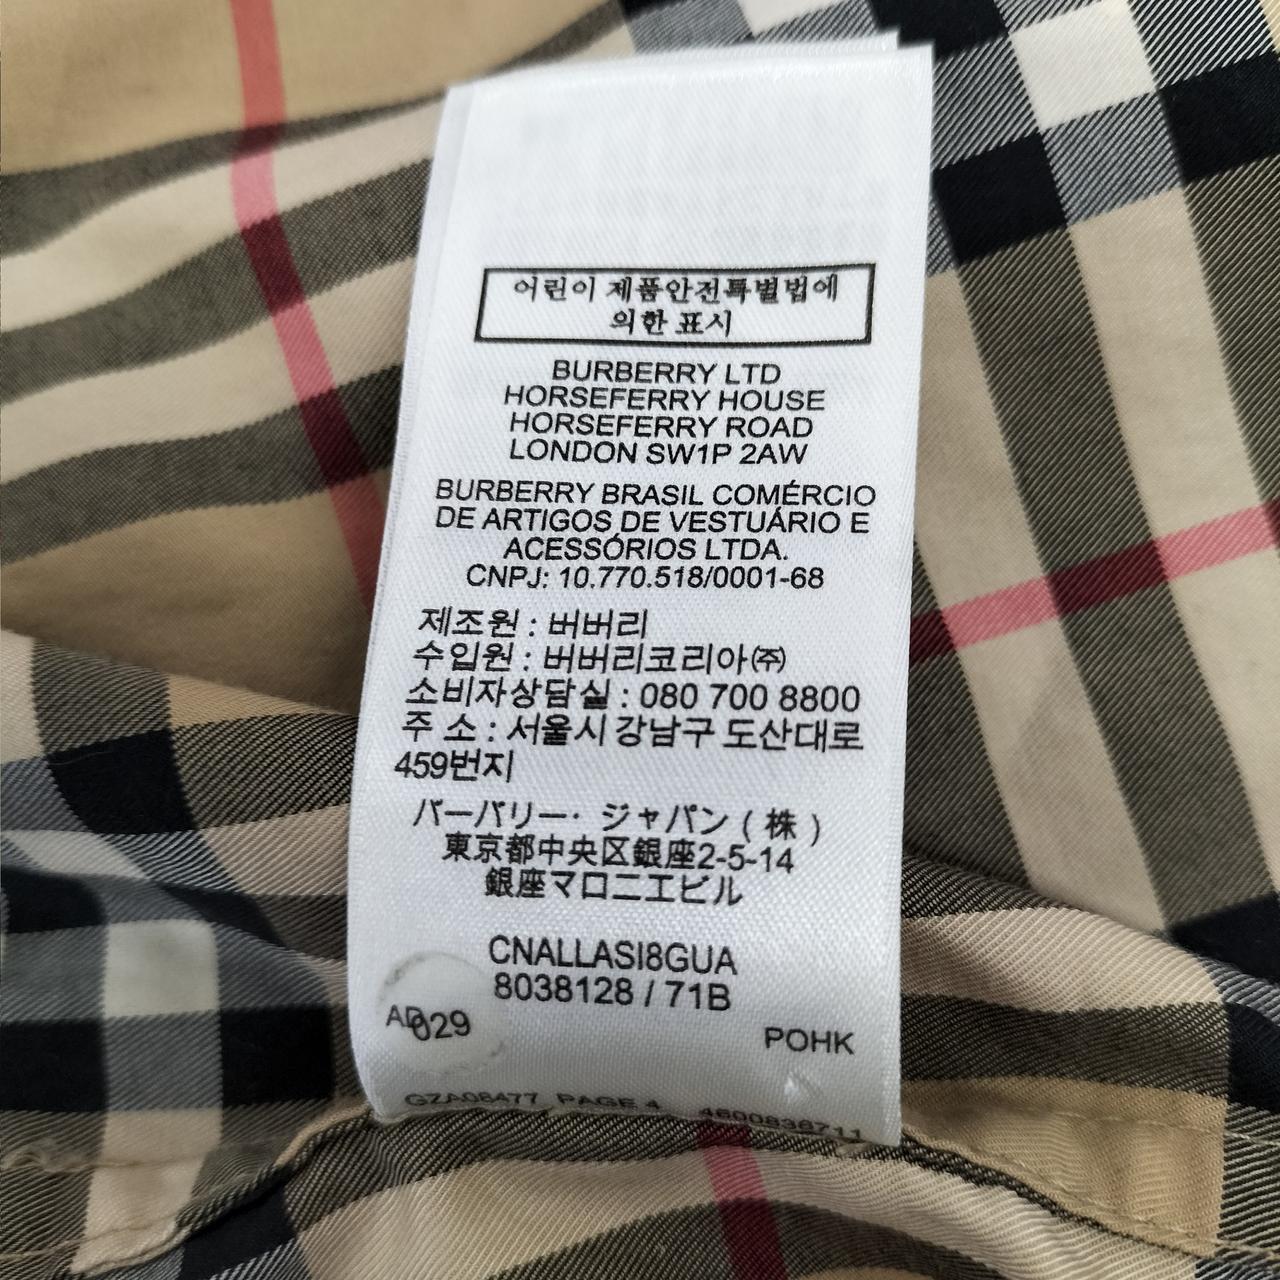 어린이 제품안전특별법에
의한 표시
BURBERRY LTD
HORSEFERRY HOUSE
HORSEFERRY ROAD
LONDON SW1P 2AW
BURBERRY BRASIL COMÉRCIO
DE ARTIGOS DE VESTUÁRIO E
ACESSÓRIOS LTDA.
CNPJ: 10.770.518/0001-68
제조원 : 버버리
수입원 : 버버리코리아㈜
소비자상담실 : 080 700 8800
주 소 : 서울시 강남구 도산대로
459번지
バーバリー· ジャパン ( 株 )
東京都中央区銀座2-5-14
銀座マロニエビル
CNALLASI8GUA
8038128 / 71B
029
POHK
GZA08477 PAGE 4 4600838711